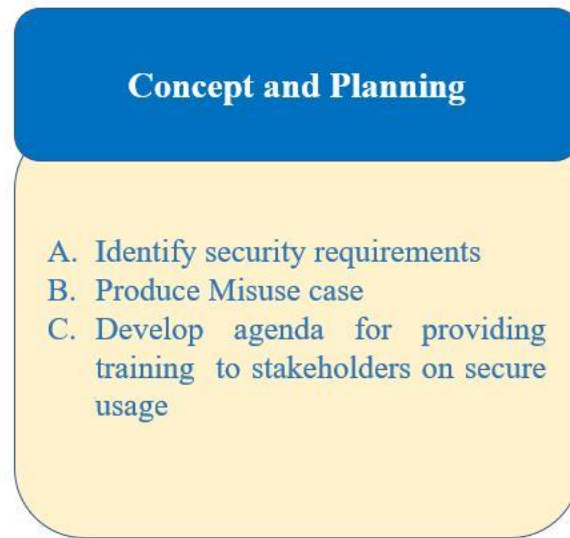 Concept and Planning
A. Identify security requirements
B. Produce Misuse case
C. Develop agenda for providing
training to stakeholders on secure
usage